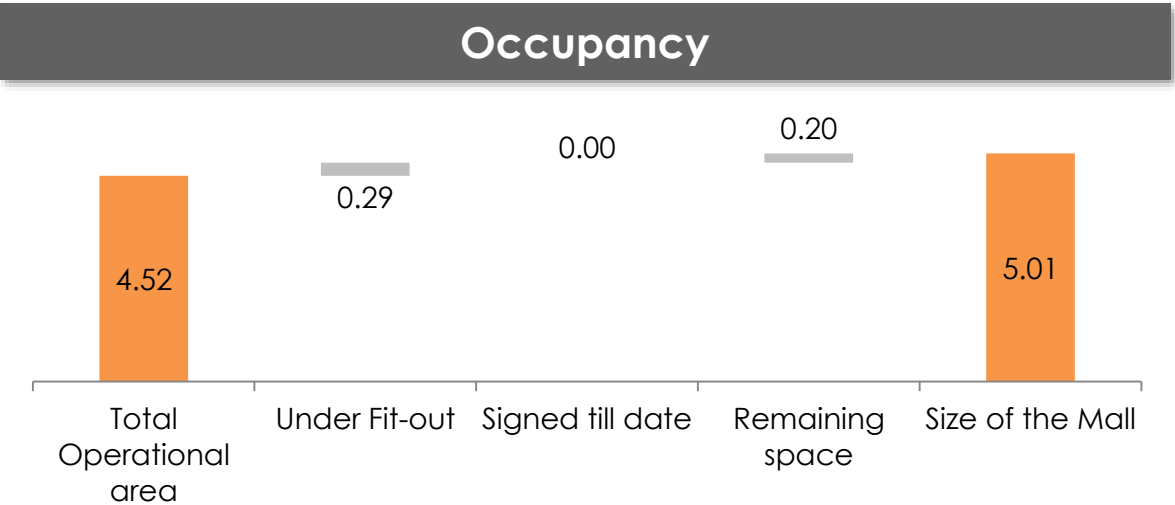 Occupancy
0.20
0.00
0.29
4.52
5.01
Total
Operational
area
Under Fit-out
Signed till date
Remaining
space
Size of the Mall